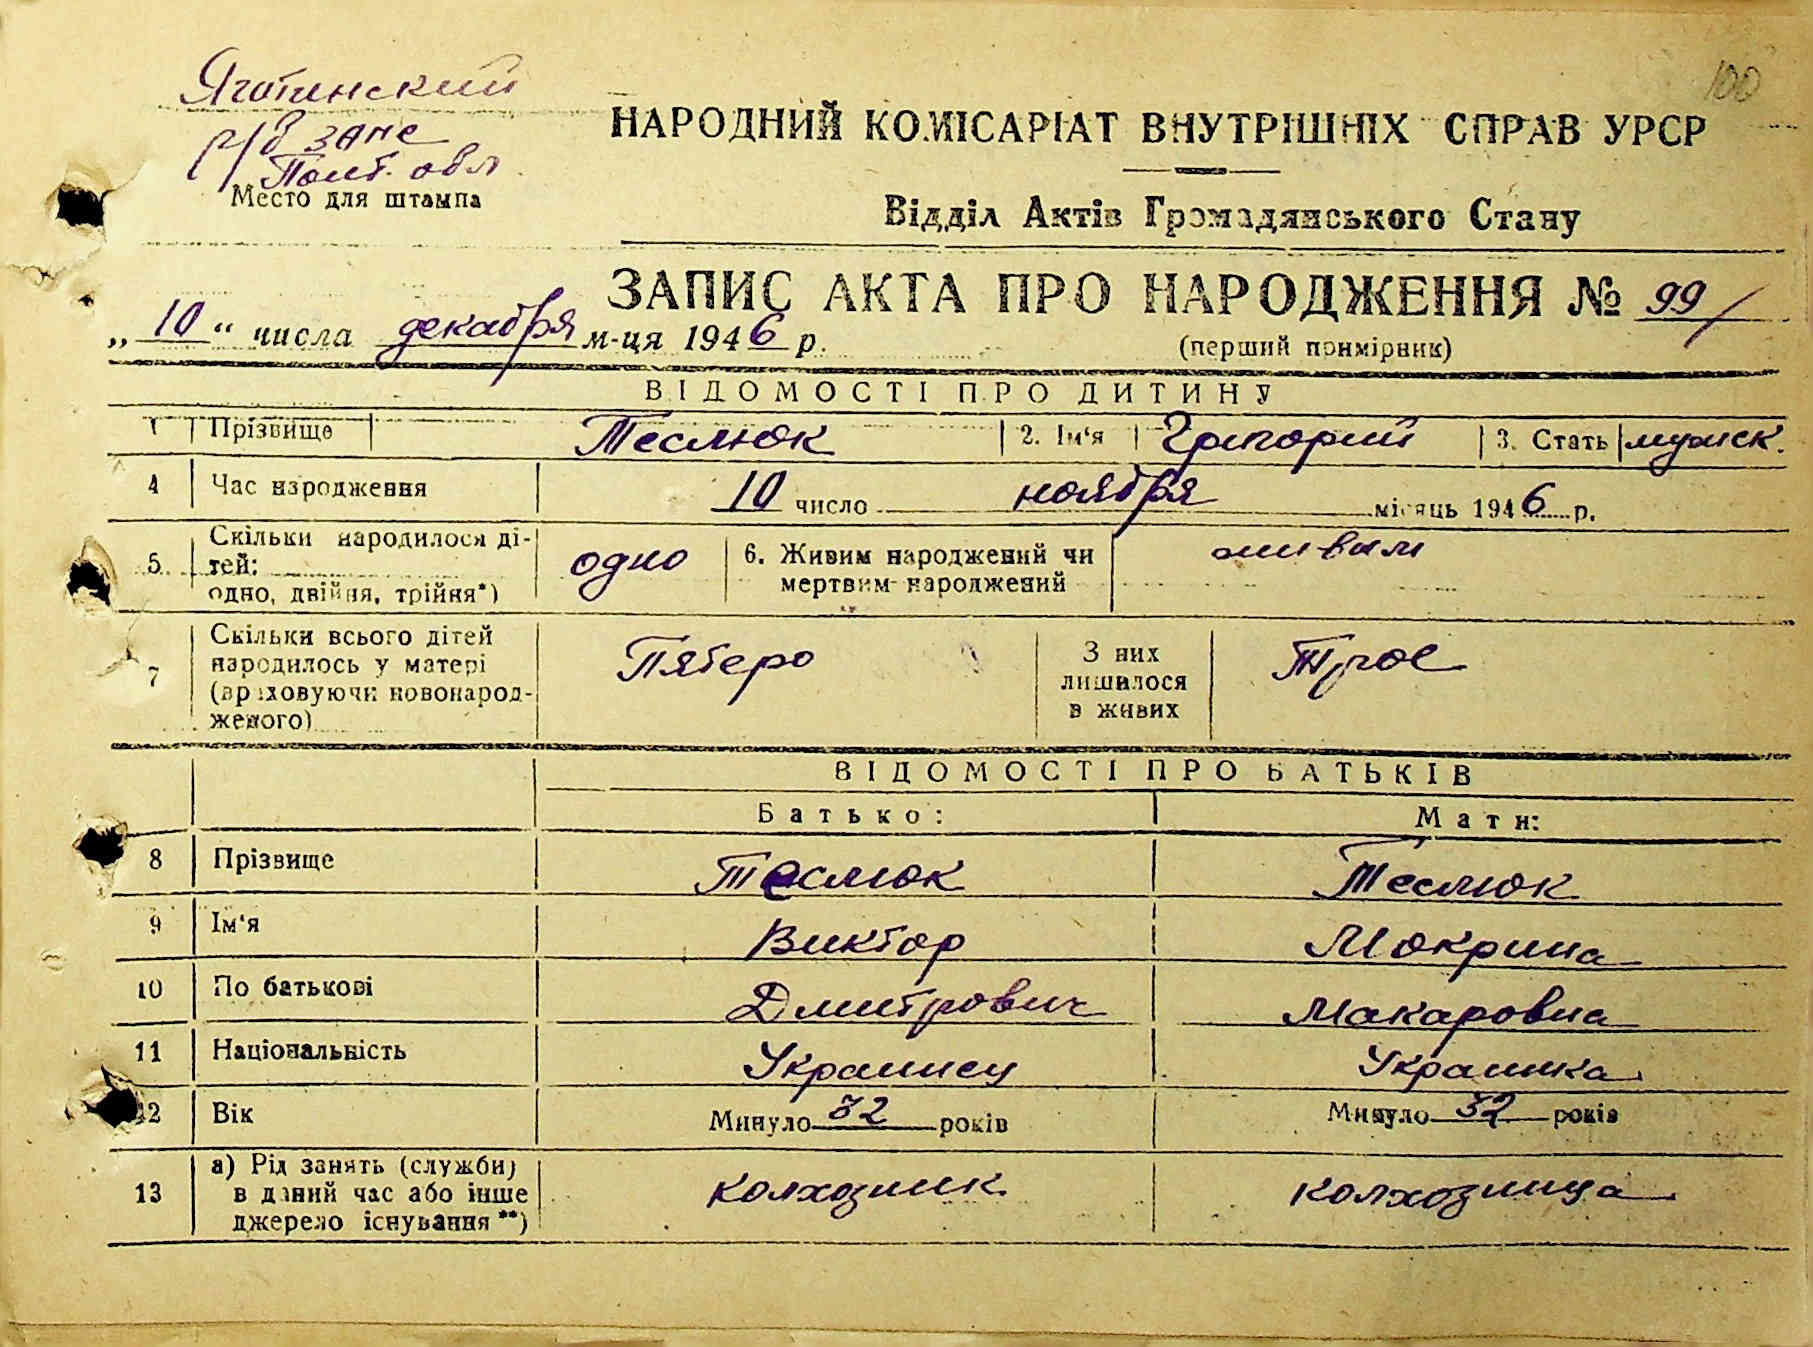 100
Яготинский
р/б ЗАГС
Полт. обл
Место для штампа
НАРОДНИЙ КОМІСАРІАТ ВНУТРІШНІХ СПРАВ УРСР
Відділ Актів Громадянського Стану
ЗАПИС АКТА ПРО НАРОДЖЕННЯ № 99/
„10“ числа декабря м-ця 1946 р.
(перший примірник)
ВІДОМОСТІ ПРО ДИТИНУ
1 Прізвище Теслюк 2. Ім'я Григорий 3. Стать мужск.
4 Час народження 10 число ноября місяць 1946 р.
5. Скільки народилося ді-
тей:
одно, двійня, трійня*)
одно
6. Живим народжений чи
мертвим народжений
живым
7 Скільки всього дітей
народилось у матері
(враховуючи новонарод-
женого)
Пятеро
З них
лишилося
в живих
Трое
ВІДОМОСТІ ПРО БАТЬКІВ
Батько: Мати:
8 Прізвище Теслюк Теслюк
9 Ім'я Виктор Мокрина
10 По батькові Дмитрович Макаровна
11 Національність Украинец Украинка
12 Вік Минуло 32 років Минуло 32 років
13 а) Рід занять (служби)
в даний час або інше
джерело існування **)
колхозник колхозница